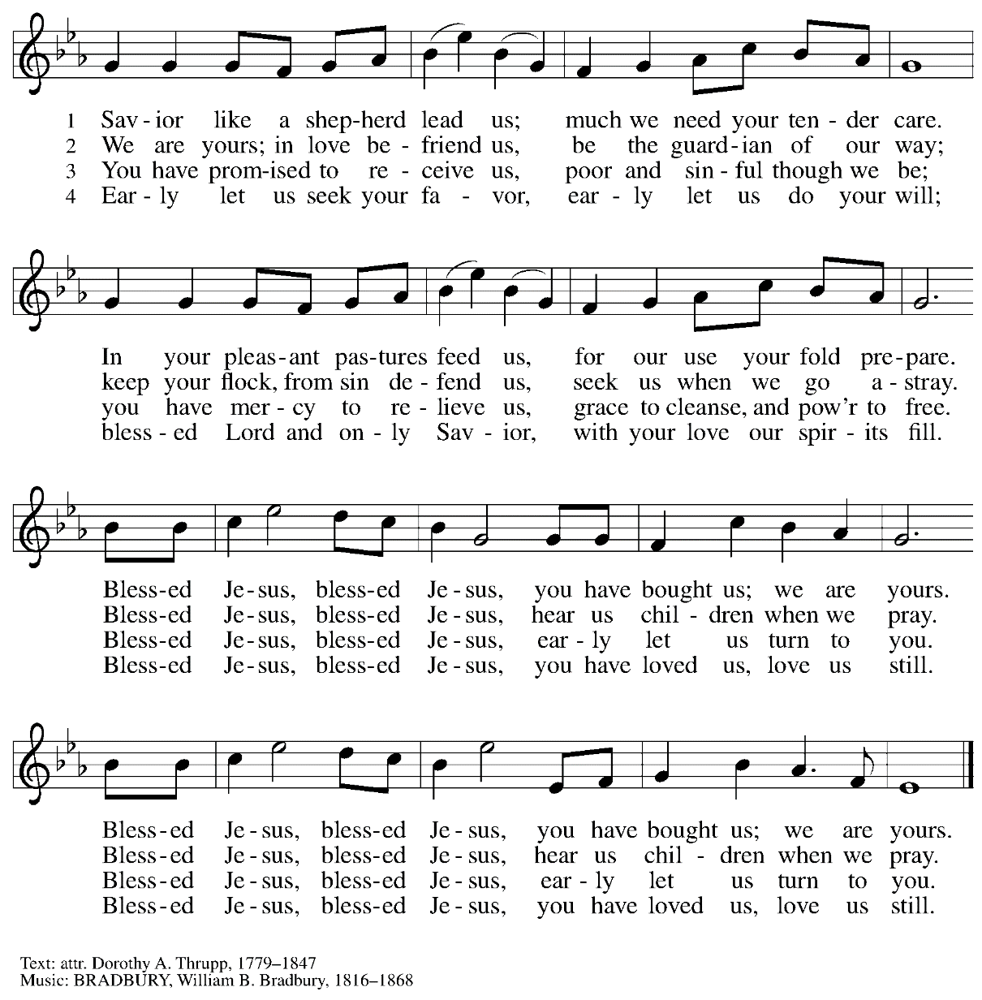 1 Sav - ior like a shep-herd lead us; much we need your ten - der care.
2 We are yours; in love be - friend us, be the guard-ian of our way;
3 You have prom-ised to re - ceive us, poor and sin - ful though we be;
4 Ear - ly let us seek your fa - vor, ear - ly let us do your will;
In your pleas-ant pas-tures feed us, for our use your fold pre-pare.
keep your flock, from sin de - fend us, seek us when we go a - stray.
you have mer - cy to re - lieve us, grace to cleanse, and pow'r to free.
bless - ed Lord and on - ly Sav - ior, with your love our spir - its fill.
Bless-ed Je-sus, bless-ed Je-sus, you have bought us; we are yours.
Bless-ed Je-sus, bless-ed Je-sus, hear us chil - dren when we pray.
Bless-ed Je-sus, bless-ed Je-sus, ear - ly let us turn to you.
Bless-ed Je-sus, bless-ed Je-sus, you have loved us, love us still.
Bless-ed Je-sus, bless-ed Je-sus, you have bought us; we are yours.
Bless-ed Je-sus, bless-ed Je-sus, hear us chil - dren when we pray.
Bless-ed Je-sus, bless-ed Je-sus, ear - ly let us turn to you.
Bless-ed Je-sus, bless-ed Je-sus, you have loved us, love us still.
Text: attr. Dorothy A. Thrupp, 1779–1847
Music: BRADBURY, William B. Bradbury, 1816–1868